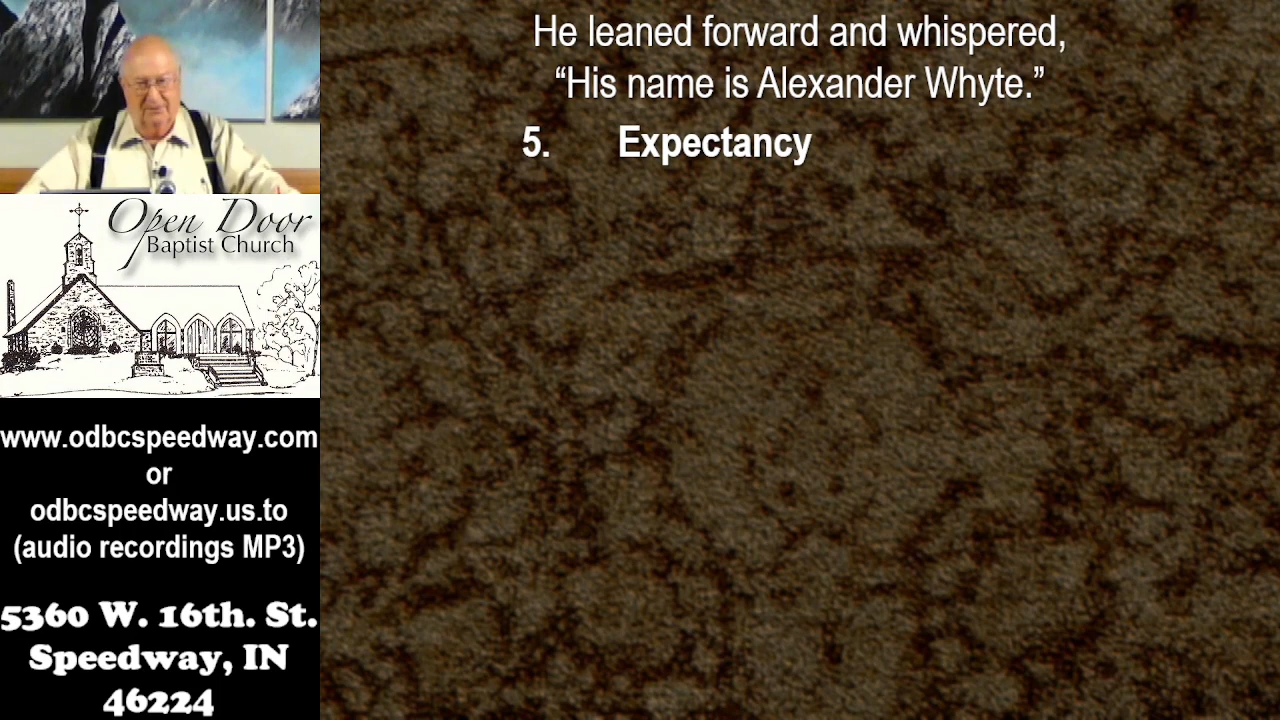 He leaned forward and whispered,
“His name is Alexander Whyte.”
5. Expectancy
Open Door
Baptist Church
www.odbcspeedway.com
or
odbcspeedway.us.to
(audio recordings MP3)
5360 W. 16th. St.
Speedway, IN
46224